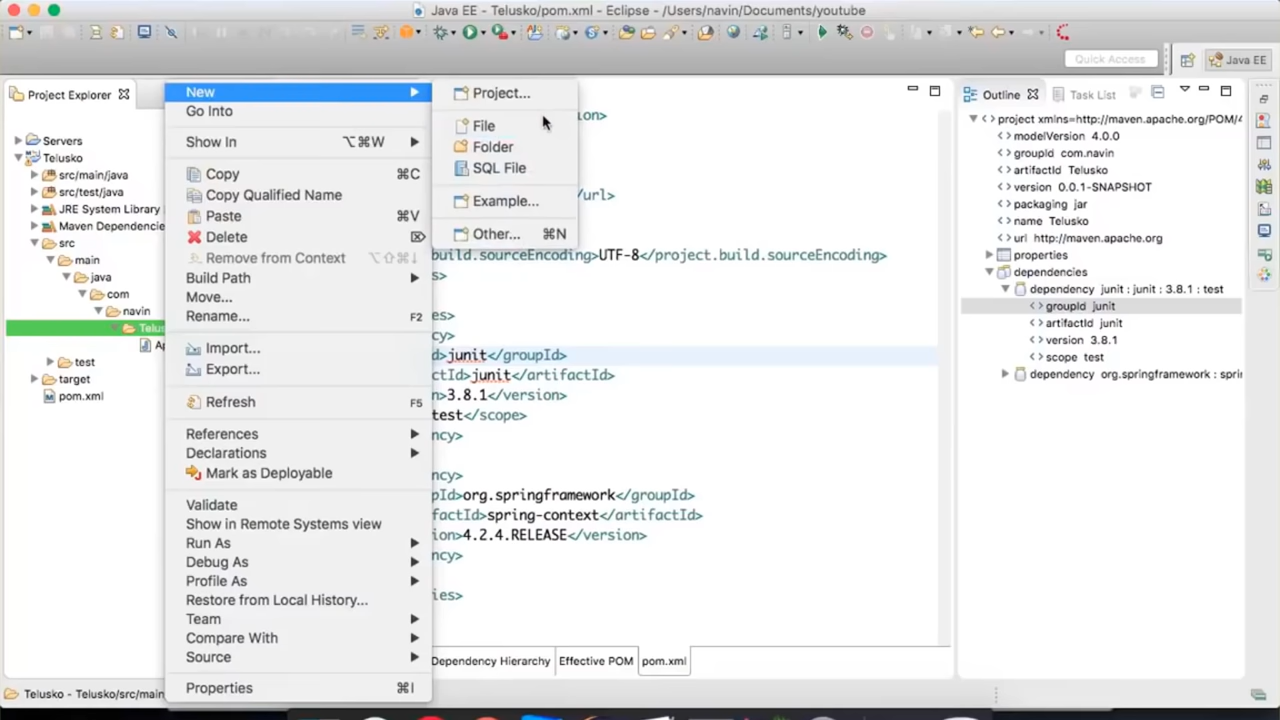 Java EE - Telusko/pom.xml - Eclipse - /Users/navin/Documents/youtube
Quick Access
Java EE
Project Explorer
Servers
Telusko
src/main/java
src/test/java
JRE System Library
Maven Dependencie
src
main
java
com
navin
Telus
Ap
test
target
pom.xml
New
Go Into
Show In ⌥⌘W
Copy ⌘C
Copy Qualified Name
Paste ⌘V
Delete ⌦
Remove from Context ⌥⇧⌘↓
Build Path
Move...
Rename... F2
Import...
Export...
Refresh F5
References
Declarations
Mark as Deployable
Validate
Show in Remote Systems view
Run As
Debug As
Profile As
Restore from Local History...
Team
Compare With
Source
Properties ⌘I
Project...
File
Folder
SQL File
Example...
Other... ⌘N
ion>
/url>
build.sourceEncoding>UTF-8</project.build.sourceEncoding>
s>
es>
cy>
d>junit</groupId>
ctId>junit</artifactId>
n>3.8.1</version>
test</scope>
ncy>
ncy>
pId>org.springframework</groupId>
factId>spring-context</artifactId>
ion>4.2.4.RELEASE</version>
ncy>
ies>
Dependency Hierarchy
Effective POM
pom.xml
Outline
Task List
project xmlns=http://maven.apache.org/POM/4
modelVersion 4.0.0
groupId com.navin
artifactId Telusko
version 0.0.1-SNAPSHOT
packaging jar
name Telusko
url http://maven.apache.org
properties
dependencies
dependency junit : junit : 3.8.1 : test
groupId junit
artifactId junit
version 3.8.1
scope test
dependency org.springframework : spri
Telusko - Telusko/src/main